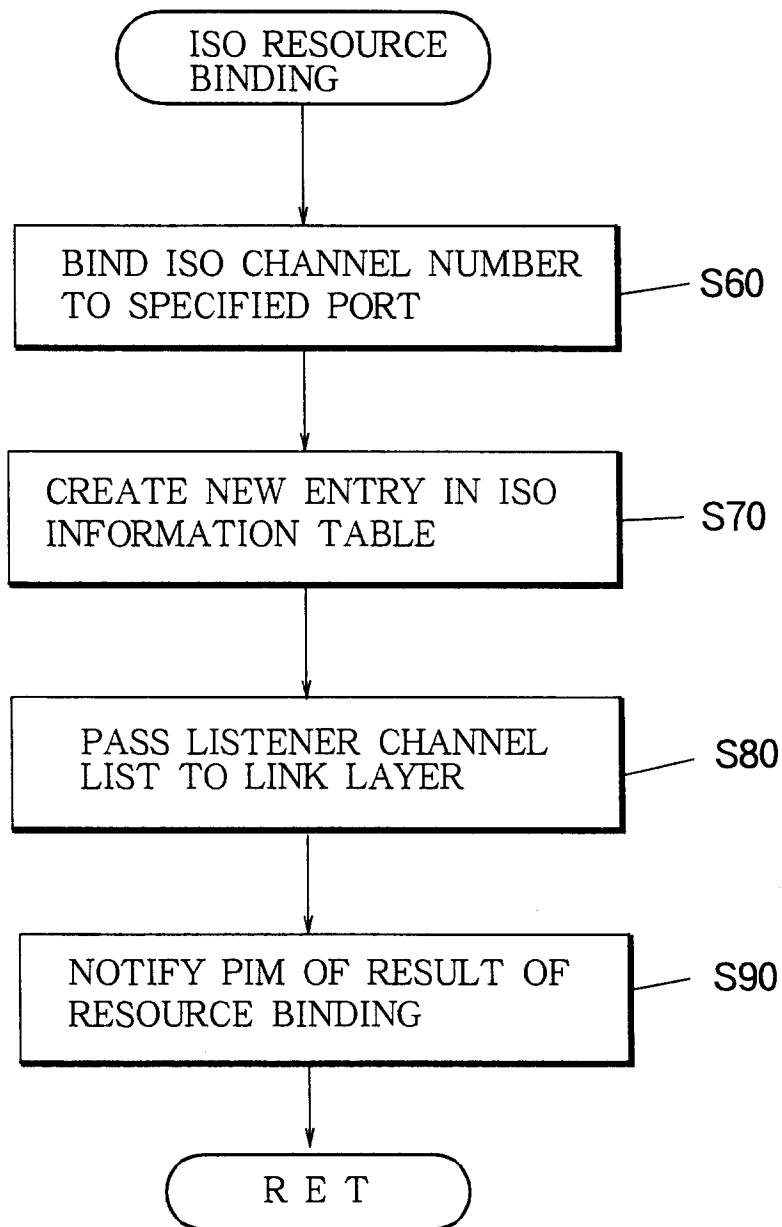 ISO RESOURCE
BINDING
BIND ISO CHANNEL NUMBER
TO SPECIFIED PORT
S60
CREATE NEW ENTRY IN ISO
INFORMATION TABLE
S70
PASS LISTENER CHANNEL
LIST TO LINK LAYER
S80
NOTIFY PIM OF RESULT OF
RESOURCE BINDING
S90
R E T